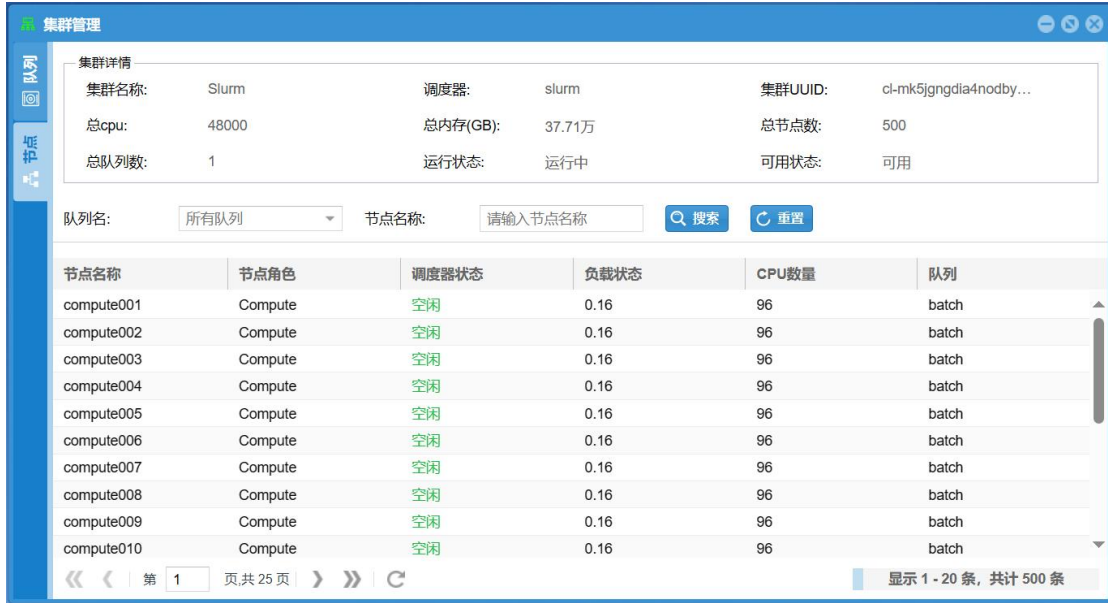 集群管理
队列
节点
集群详情
集群名称: Slurm 调度器: slurm 集群UUID: cl-mk5jgngdia4nodby...
总cpu: 48000 总内存(GB): 37.71万 总节点数: 500
总队列数: 1 运行状态: 运行中 可用状态: 可用
队列名: 所有队列 节点名称: 请输入节点名称 搜索 重置
节点名称 节点角色 调度器状态 负载状态 CPU数量 队列
compute001 Compute 空闲 0.16 96 batch
compute002 Compute 空闲 0.16 96 batch
compute003 Compute 空闲 0.16 96 batch
compute004 Compute 空闲 0.16 96 batch
compute005 Compute 空闲 0.16 96 batch
compute006 Compute 空闲 0.16 96 batch
compute007 Compute 空闲 0.16 96 batch
compute008 Compute 空闲 0.16 96 batch
compute009 Compute 空闲 0.16 96 batch
compute010 Compute 空闲 0.16 96 batch
第 1 页,共 25 页 显示 1 - 20 条, 共计 500 条